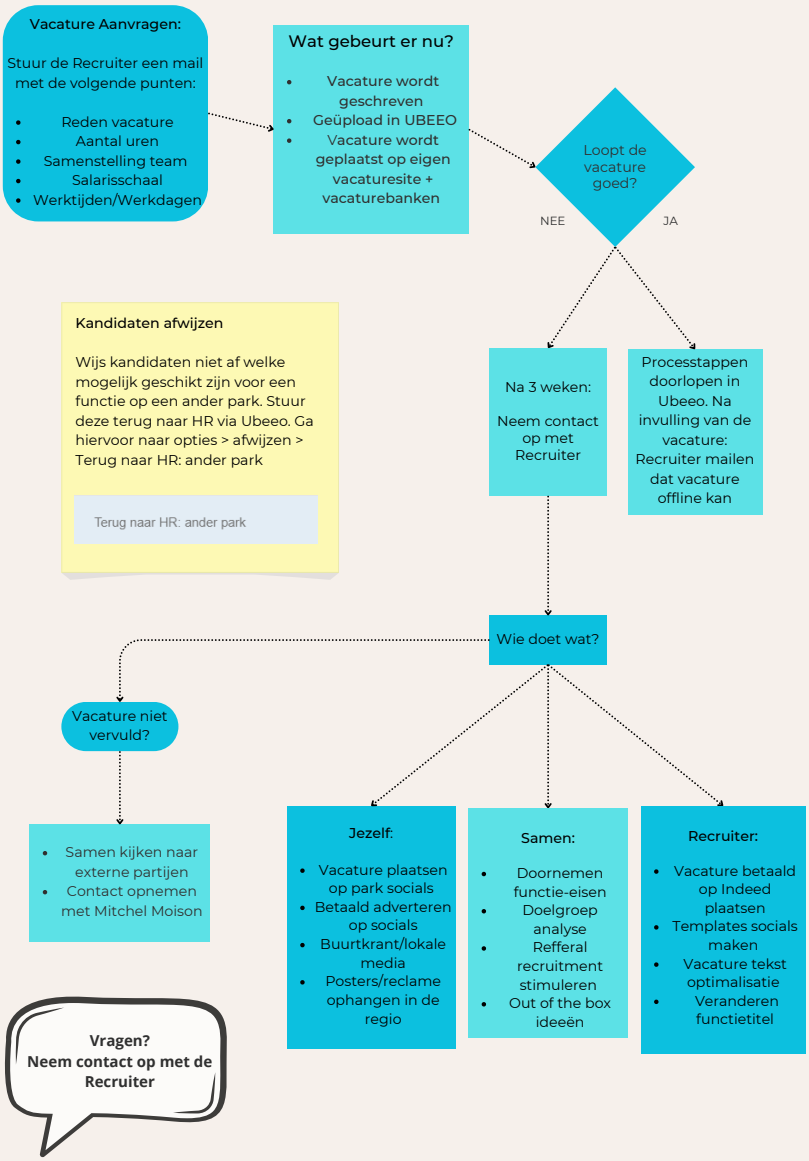 Vacature Aanvragen:
Stuur de Recruiter een mail
met de volgende punten:
• Reden vacature
• Aantal uren
• Samenstelling team
• Salarisschaal
• Werktijden/Werkdagen
Wat gebeurt er nu?
• Vacature wordt
geschreven
• Geüpload in UBEEO
• Vacature wordt
geplaatst op eigen
vacaturesite +
vacaturebanken
Loopt de
vacature
goed?
NEE
JA
Kandidaten afwijzen
Wijs kandidaten niet af welke
mogelijk geschikt zijn voor een
functie op een ander park. Stuur
deze terug naar HR via Ubeeo. Ga
hiervoor naar opties > afwijzen >
Terug naar HR: ander park
Terug naar HR: ander park
Na 3 weken:
Neem contact
op met
Recruiter
Processtappen
doorlopen in
Ubeeo. Na
invulling van de
vacature:
Recruiter mailen
dat vacature
offline kan
Wie doet wat?
Vacature niet
vervuld?
• Samen kijken naar
externe partijen
• Contact opnemen
met Mitchel Moison
Jezelf:
• Vacature plaatsen
op park socials
• Betaald adverteren
op socials
• Buurtkrant/lokale
media
• Posters/reclame
ophangen in de
regio
Samen:
• Doornemen
functie-eisen
• Doelgroep
analyse
• Refferal
recruitment
stimuleren
• Out of the box
ideeën
Recruiter:
• Vacature betaald
op Indeed
plaatsen
• Templates socials
maken
• Vacature tekst
optimalisatie
• Veranderen
functietitel
Vragen?
Neem contact op met de
Recruiter